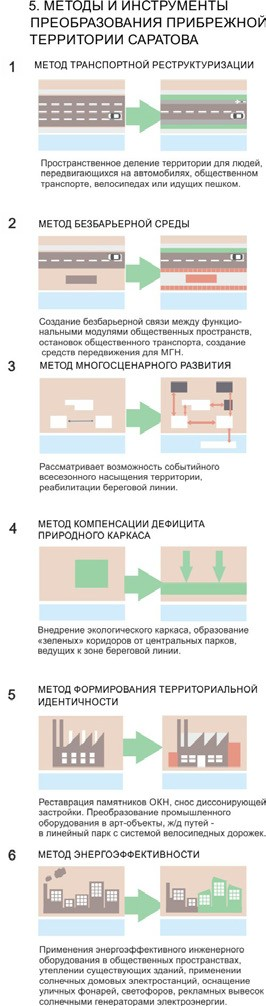 5. МЕТОДЫ И ИНСТРУМЕНТЫ
ПРЕОБРАЗОВАНИЯ ПРИБРЕЖНОЙ
ТЕРРИТОРИИ САРАТОВА
1 МЕТОД ТРАНСПОРТНОЙ РЕСТРУКТУРИЗАЦИИ
Пространственное деление территории для людей,
передвигающихся на автомобилях, общественном
транспорте, велосипедах или идущих пешком.
2 МЕТОД БЕЗБАРЬЕРНОЙ СРЕДЫ
Создание безбарьерной связи между функцио-
нальными модулями общественных пространств,
остановок общественного транспорта, создание
средств передвижения для МГН.
3 МЕТОД МНОГОСЦЕНАРНОГО РАЗВИТИЯ
Рассматривает возможность событийного
всесезонного насыщения территории,
реабилитации береговой линии.
4 МЕТОД КОМПЕНСАЦИИ ДЕФИЦИТА
ПРИРОДНОГО КАРКАСА
Внедрение экологического каркаса, образование
«зеленых» коридоров от центральных парков,
ведущих к зоне береговой линии.
5 МЕТОД ФОРМИРОВАНИЯ ТЕРРИТОРИАЛЬНОЙ
ИДЕНТИЧНОСТИ
Реставрация памятников ОКН, снос диссонирующей
застройки. Преобразование промышленного
оборудования в арт-объекты, ж/д путей -
в линейный парк с системой велосипедных дорожек.
6 МЕТОД ЭНЕРГОЭФФЕКТИВНОСТИ
Применения энергоэффективного инженерного
оборудования в общественных пространствах,
утеплении существующих зданий, применении
солнечных домовых электростанций, оснащение
уличных фонарей, светофоров, рекламных вывесок
солнечными генераторами электроэнергии.